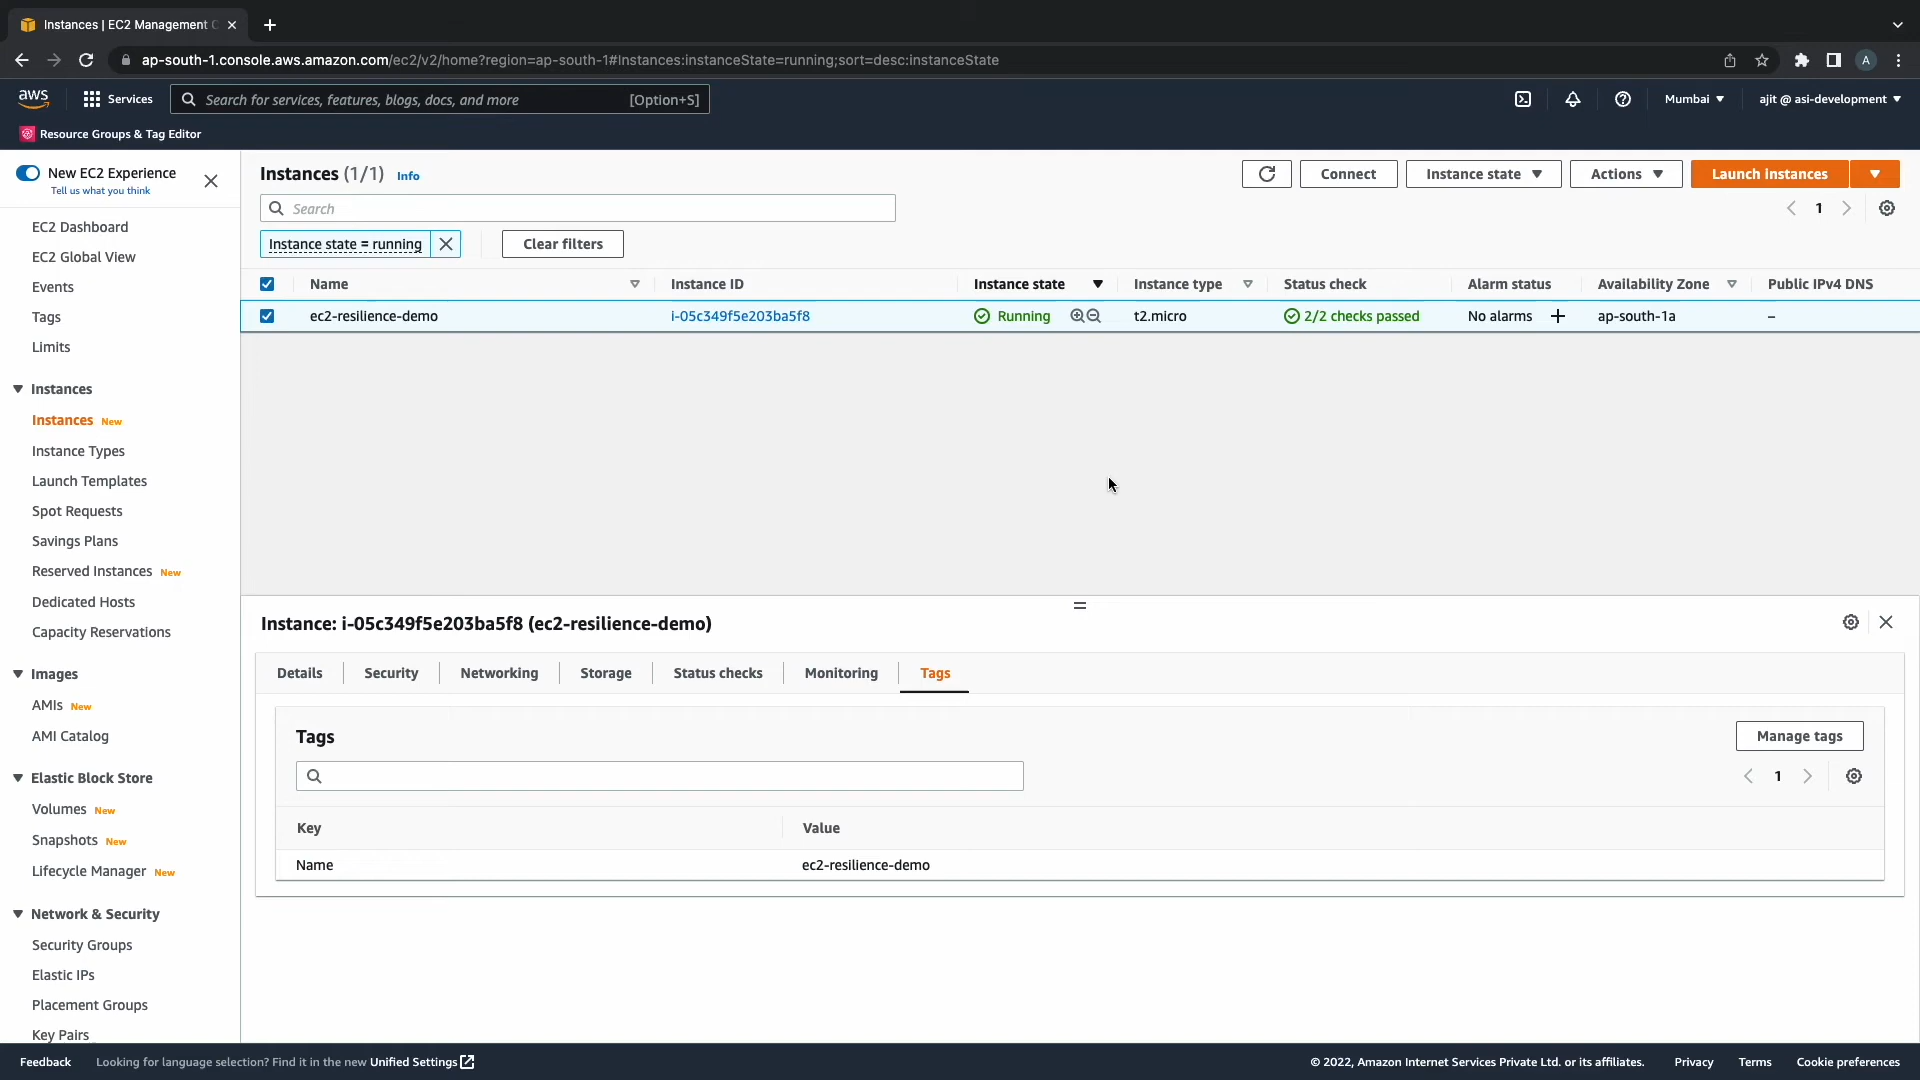 Instances | EC2 Management C
ap-south-1.console.aws.amazon.com/ec2/v2/home?region=ap-south-1#Instances:instanceState=running;sort=desc:instanceState
A
aws
Services
Search for services, features, blogs, docs, and more [Option+S]
Mumbai
ajit @ asi-development
Resource Groups & Tag Editor
New EC2 Experience
Tell us what you think
EC2 Dashboard
EC2 Global View
Events
Tags
Limits
Instances
Instances New
Instance Types
Launch Templates
Spot Requests
Savings Plans
Reserved Instances New
Dedicated Hosts
Capacity Reservations
Images
AMIs New
AMI Catalog
Elastic Block Store
Volumes New
Snapshots New
Lifecycle Manager New
Network & Security
Security Groups
Elastic IPs
Placement Groups
Key Pairs
Instances (1/1) Info
Connect
Instance state
Actions
Launch instances
Search
1
Instance state = running
Clear filters
Name Instance ID Instance state Instance type Status check Alarm status Availability Zone Public IPv4 DNS
ec2-resilience-demo i-05c349f5e203ba5f8 Running t2.micro 2/2 checks passed No alarms + ap-south-1a –
Instance: i-05c349f5e203ba5f8 (ec2-resilience-demo)
Details Security Networking Storage Status checks Monitoring Tags
Tags
Manage tags
1
Key Value
Name ec2-resilience-demo
Feedback
Looking for language selection? Find it in the new Unified Settings
© 2022, Amazon Internet Services Private Ltd. or its affiliates.
Privacy
Terms
Cookie preferences